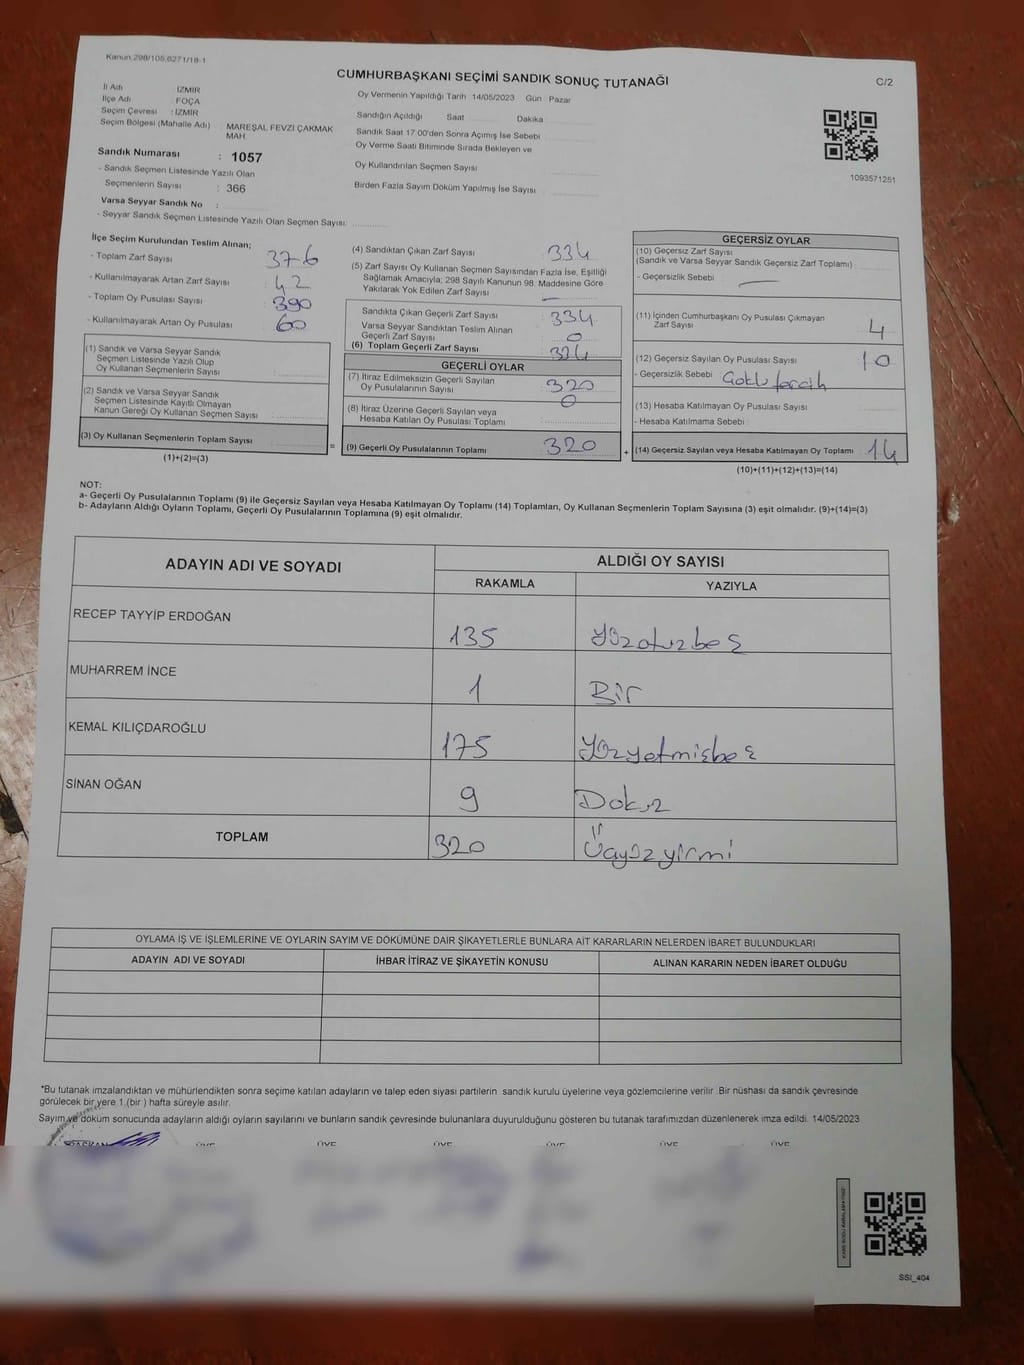 Kanun:298/105,6271/18-1
CUMHURBAŞKANI SEÇİMİ SANDIK SONUÇ TUTANAĞI
C/2
İl Adı : İZMİR
İlçe Adı : FOÇA
Seçim Çevresi : İZMİR
Seçim Bölgesi (Mahalle Adı) : MAREŞAL FEVZİ ÇAKMAK MAH.
Sandık Numarası : 1057
- Sandık Seçmen Listesinde Yazılı Olan
Seçmenlerin Sayısı : 366
Varsa Seyyar Sandık No :
- Seyyar Sandık Seçmen Listesinde Yazılı Olan Seçmen Sayısı:
Oy Vermenin Yapıldığı Tarih 14/05/2023 Gün : Pazar
Sandığın Açıldığı Saat Dakika
Sandık Saat 17:00'den Sonra Açımış İse Sebebi
Oy Verme Saati Bitiminde Sırada Bekleyen ve
Oy Kullandırılan Seçmen Sayısı
Birden Fazla Sayım Döküm Yapılmış İse Sayısı
1093571251
İlçe Seçim Kurulundan Teslim Alınan;
- Toplam Zarf Sayısı : 376
- Kullanılmayarak Artan Zarf Sayısı : 42
- Toplam Oy Pusulası Sayısı : 390
- Kullanılmayarak Artan Oy Pusulası : 60
(1) Sandık ve Varsa Seyyar Sandık
Seçmen Listesinde Yazılı Olup
Oy Kullanan Seçmenlerin Sayısı :
(2) Sandık ve Varsa Seyyar Sandık
Seçmen Listesinde Kayıtlı Olmayan
Kanun Gereği Oy Kullanan Seçmen Sayısı :
(3) Oy Kullanan Seçmenlerin Toplam Sayısı :
(1)+(2)=(3)
=
(4) Sandıktan Çıkan Zarf Sayısı : 334
(5) Zarf Sayısı Oy Kullanan Seçmen Sayısından Fazla İse, Eşitliği
Sağlamak Amacıyla; 298 Sayılı Kanunun 98. Maddesine Göre
Yakılarak Yok Edilen Zarf Sayısı : —
Sandıkta Çıkan Geçerli Zarf Sayısı : 334
Varsa Seyyar Sandıktan Teslim Alınan
Geçerli Zarf Sayısı : 0
(6) Toplam Geçerli Zarf Sayısı : 334
GEÇERLİ OYLAR
(7) İtiraz Edilmeksizin Geçerli Sayılan
Oy Pusulalarının Sayısı : 320
(8) İtiraz Üzerine Geçerli Sayılan veya
Hesaba Katılan Oy Pusulaları Toplamı : 0
(9) Geçerli Oy Pusulalarının Toplamı : 320
+
GEÇERSİZ OYLAR
(10) Geçersiz Zarf Sayısı
(Sandık ve Varsa Seyyar Sandık Geçersiz Zarf Toplamı)
- Geçersizlik Sebebi : —
(11) İçinden Cumhurbaşkanı Oy Pusulası Çıkmayan
Zarf Sayısı : 4
(12) Geçersiz Sayılan Oy Pusulası Sayısı : 10
- Geçersizlik Sebebi :
(13) Hesaba Katılmayan Oy Pusulası Sayısı
- Hesaba Katılmama Sebebi :
(14) Geçersiz Sayılan veya Hesaba Katılmayan Oy Toplamı : 14
(10)+(11)+(12)+(13)=(14)
NOT:
a- Geçerli Oy Pusulalarının Toplamı (9) ile Geçersiz Sayılan veya Hesaba Katılmayan Oy Toplamı (14) Toplamları, Oy Kullanan Seçmenlerin Toplam Sayısına (3) eşit olmalıdır. (9)+(14)=(3)
b- Adayların Aldığı Oyların Toplamı, Geçerli Oy Pusulalarının Toplamına (9) eşit olmalıdır.
ADAYIN ADI VE SOYADI ALDIĞI OY SAYISI
RAKAMLA YAZIYLA
RECEP TAYYİP ERDOĞAN 135 Yüzotuzbeş
MUHARREM İNCE 1 Bir
KEMAL KILIÇDAROĞLU 175 Yüzyetmişbeş
SİNAN OĞAN 9 Dokuz
TOPLAM 320 Üçyüzyirmi
OYLAMA İŞ VE İŞLEMLERİNE VE OYLARIN SAYIM VE DÖKÜMÜNE DAİR ŞİKAYETLERLE BUNLARA AİT KARARLARIN NELERDEN İBARET BULUNDUKLARI
ADAYIN ADI VE SOYADI İHBAR İTİRAZ VE ŞİKAYETİN KONUSU ALINAN KARARIN NEDEN İBARET OLDUĞU
*Bu tutanak imzalandıktan ve mühürlendikten sonra seçime katılan adayların ve talep eden siyasi partilerin sandık kurulu üyelerine veya gözlemcilerine verilir .Bir nüshası da sandık çevresinde
görülecek bir yere 1 (bir ) hafta süreyle asılır.
Sayım ve döküm sonucunda adayların aldığı oyların sayılarını ve bunların sandık çevresinde bulunanlara duyurulduğunu gösteren bu tutanak tarafımızdan düzenlenerek imza edildi. 14/05/2023
BAŞKAN ÜYE ÜYE ÜYE ÜYE ÜYE ÜYE
SSİ_404